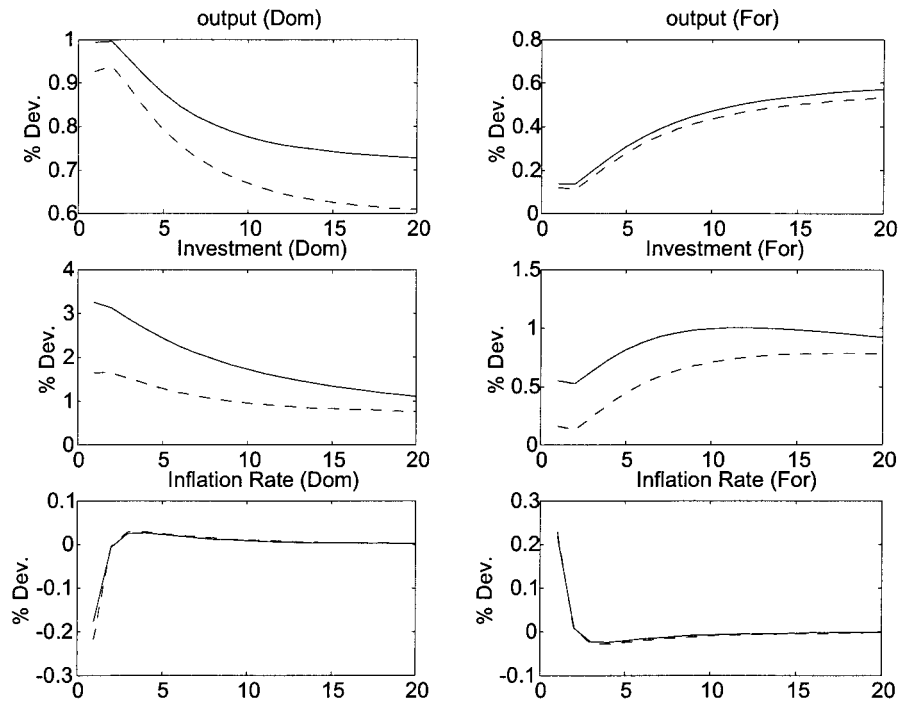 output (Dom)
% Dev.
1
0.9
0.8
0.7
0.6
0 5 10 15 20
output (For)
% Dev.
0.8
0.6
0.4
0.2
0
0 5 10 15 20
Investment (Dom)
% Dev.
4
3
2
1
0
0 5 10 15 20
Investment (For)
% Dev.
1.5
1
0.5
0
0 5 10 15 20
Inflation Rate (Dom)
% Dev.
0.1
0
-0.1
-0.2
-0.3
0 5 10 15 20
Inflation Rate (For)
% Dev.
0.3
0.2
0.1
0
-0.1
0 5 10 15 20